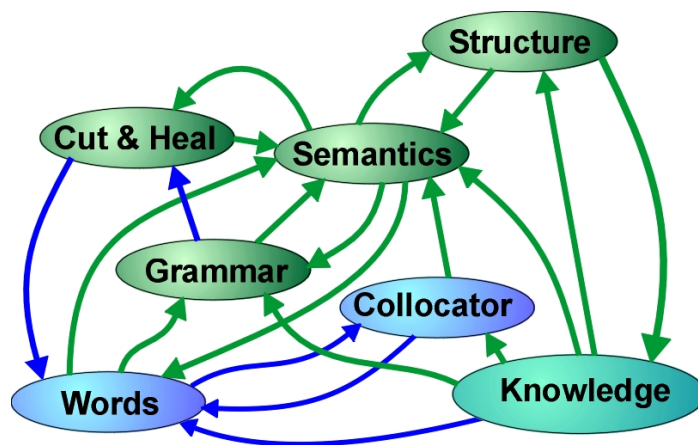 Structure
Cut & Heal
Semantics
Grammar
Collocator
Words
Knowledge